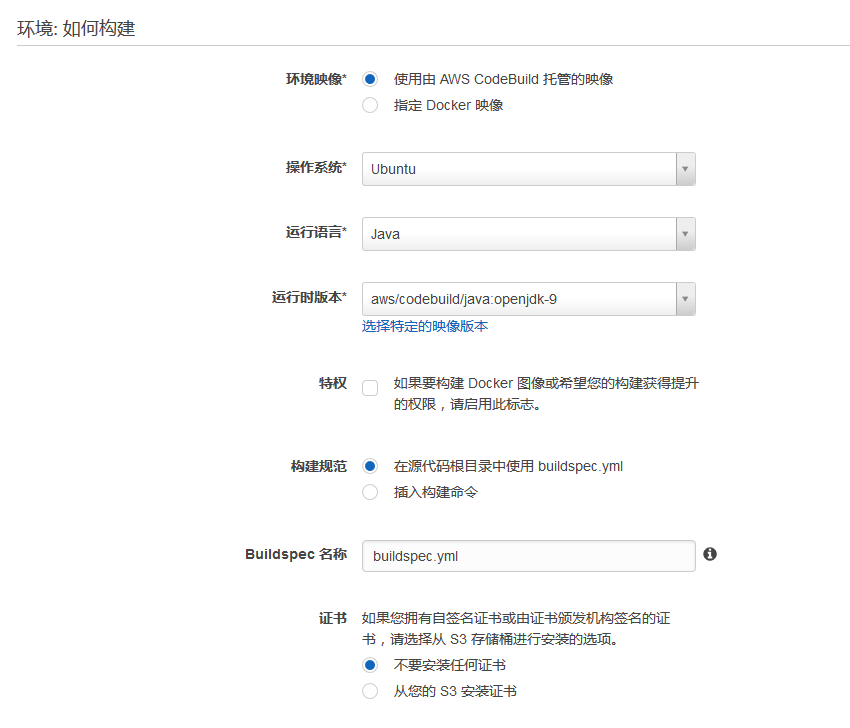 环境: 如何构建
环境映像* 使用由 AWS CodeBuild 托管的映像
指定 Docker 映像
操作系统* Ubuntu
运行语言* Java
运行时版本* aws/codebuild/java:openjdk-9
选择特定的映像版本
特权 如果要构建 Docker 图像或希望您的构建获得提升
的权限，请启用此标志。
构建规范 在源代码根目录中使用 buildspec.yml
插入构建命令
Buildspec 名称 buildspec.yml
证书 如果您拥有自签名证书或由证书颁发机构签名的证
书，请选择从 S3 存储桶进行安装的选项。
不要安装任何证书
从您的 S3 安装证书